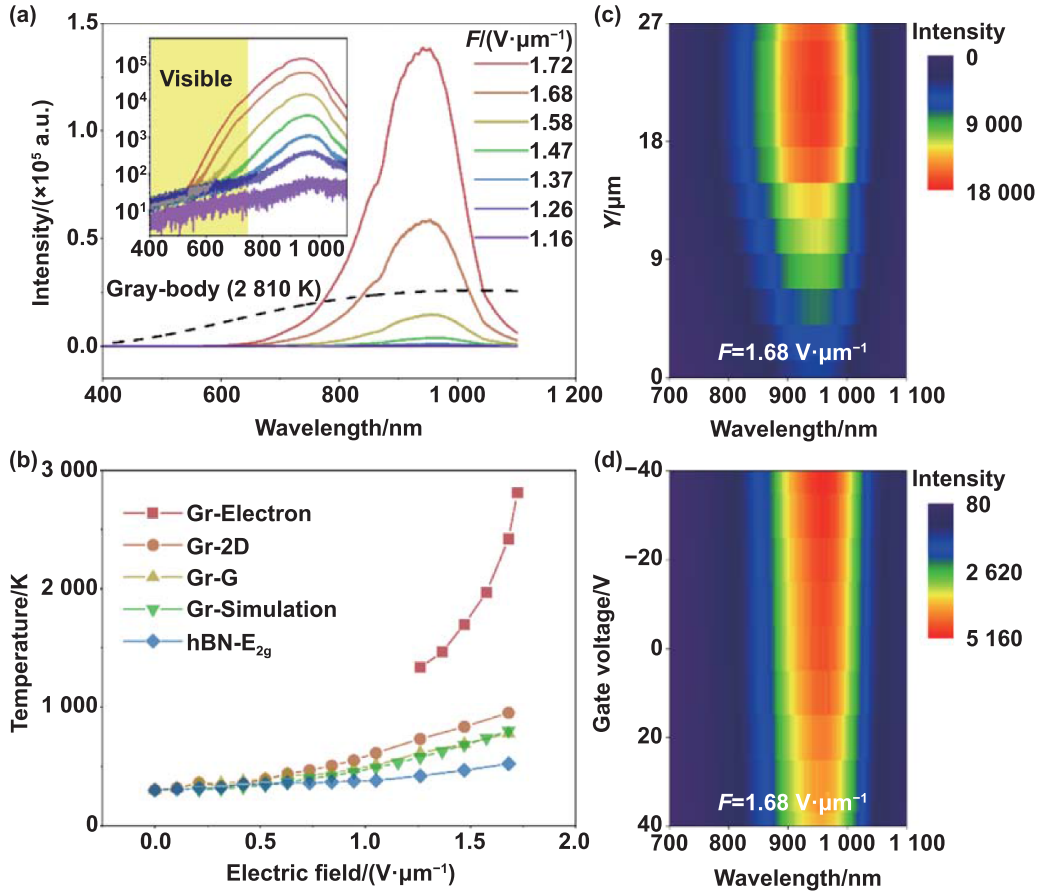 (a)
1.5
1.0
0.5
0.0
Intensity/(×10⁵ a.u.)
400
600
800
1 000
1 200
Wavelength/nm
Visible
10⁵
10⁴
10³
10²
10¹
400 600 800 1 000
Gray-body (2 810 K)
F/(V·μm⁻¹)
1.72
1.68
1.58
1.47
1.37
1.26
1.16
(c)
27
18
9
0
Y/μm
F=1.68 V·μm⁻¹
700 800 900 1 000 1 100
Wavelength/nm
Intensity
0
9 000
18 000
(b)
3 000
2 000
1 000
0
Temperature/K
Gr-Electron
Gr-2D
Gr-G
Gr-Simulation
hBN-E₂g
0.0 0.5 1.0 1.5 2.0
Electric field/(V·μm⁻¹)
(d)
−40
−20
0
20
40
Gate voltage/V
F=1.68 V·μm⁻¹
700 800 900 1 000 1 100
Wavelength/nm
Intensity
80
2 620
5 160